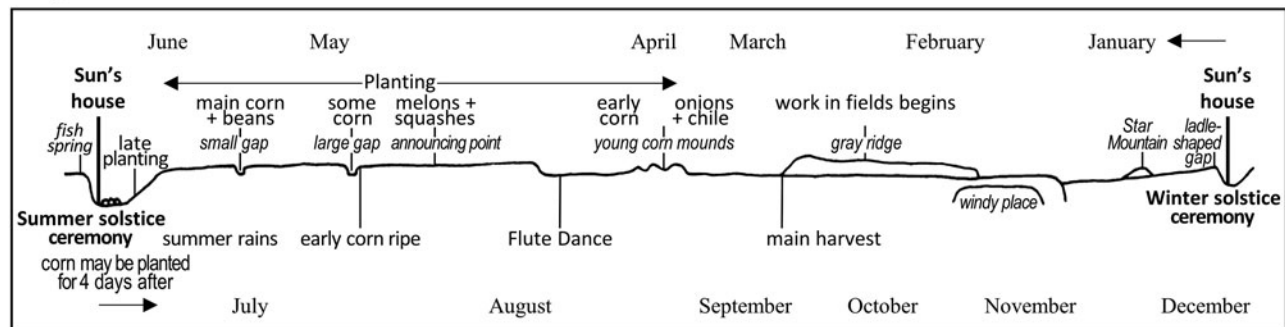 June May April March February January
Sun's
house
Planting
Sun's
house
main corn
+ beans
some
corn
melons +
squashes
early
corn
onions
+ chile
work in fields begins
fish
spring
late
planting
small gap
large gap
announcing point
young corn mounds
gray ridge
Star
Mountain
ladle-
shaped
gap
windy place
Summer solstice
ceremony
Winter solstice
ceremony
corn may be planted
for 4 days after
summer rains
early corn ripe
Flute Dance
main harvest
July August September October November December